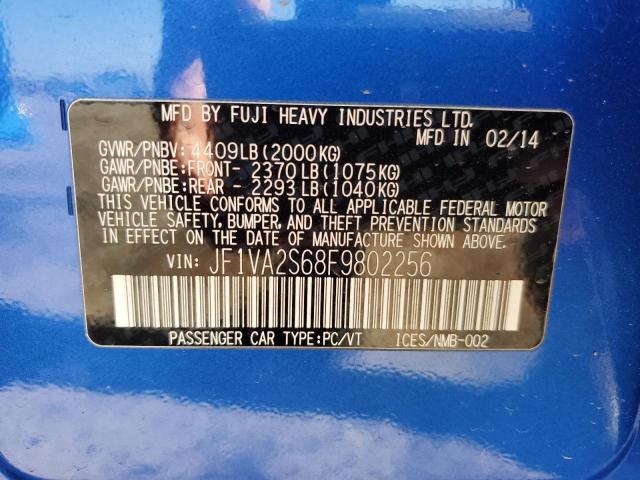 MFD BY FUJI HEAVY INDUSTRIES LTD.
MFD IN 02/14
GVWR/PNBV: 4409LB(2000KG)
GAWR/PNBE:FRONT- 2370LB(1075KG)
GAWR/PNBE:REAR - 2293LB(1040KG)
THIS VEHICLE CONFORMS TO ALL APPLICABLE FEDERAL MOTOR
VEHICLE SAFETY, BUMPER, AND THEFT PREVENTION STANDARDS
IN EFFECT ON THE DATE OF MANUFACTURE SHOWN ABOVE.
VIN: JF1VA2S68F9802256
PASSENGER CAR TYPE:PC/VT ICES/NMB-002